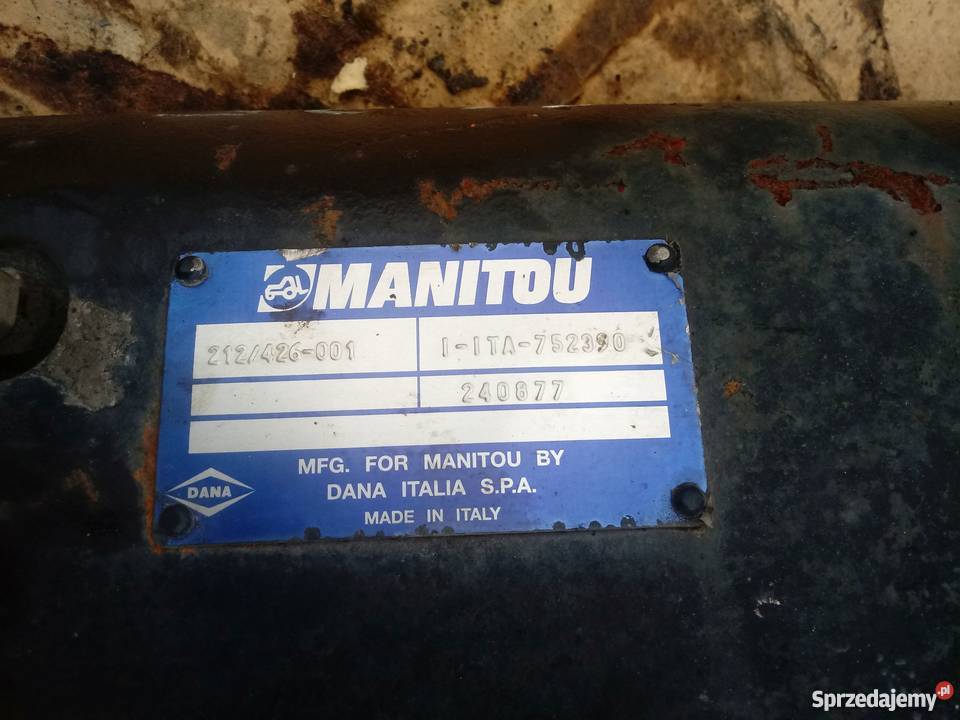 MANITOU
212/426-001 I-ITA-752390
240877
MFG. FOR MANITOU BY
DANA ITALIA S.P.A.
DANA
MADE IN ITALY
Sprzedajemy.pl